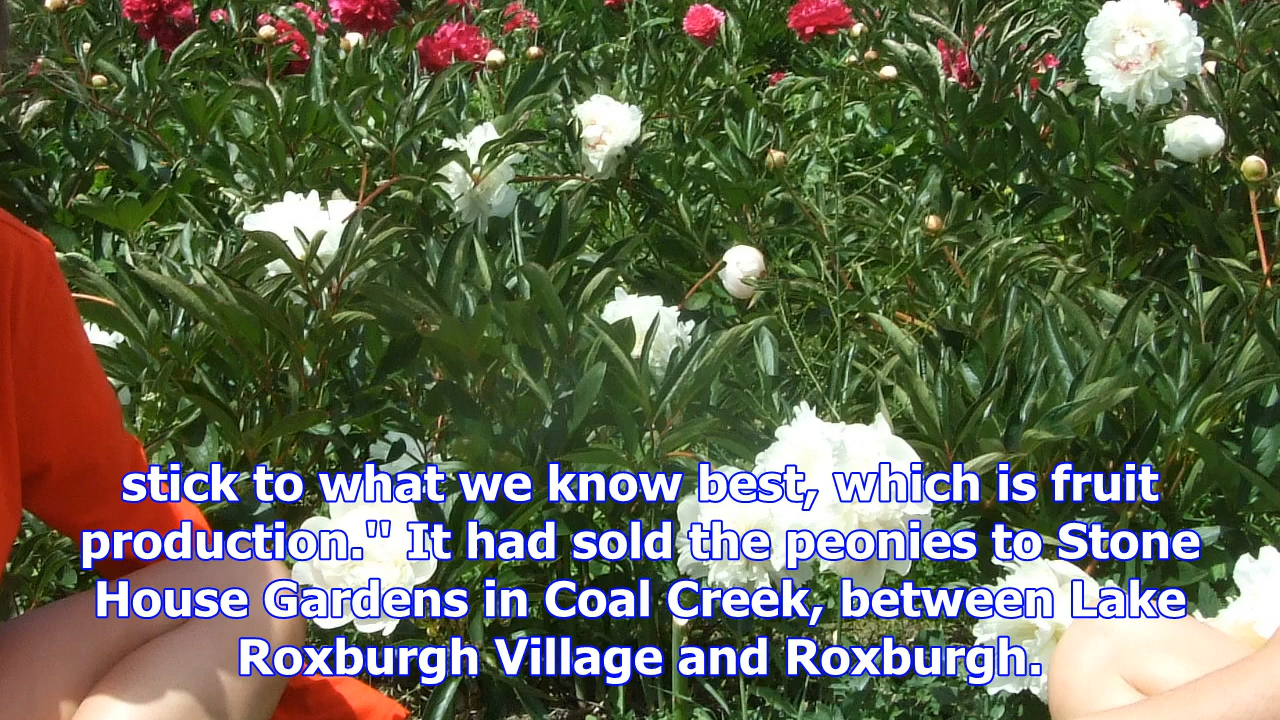 stick to what we know best, which is fruit
production." It had sold the peonies to Stone
House Gardens in Coal Creek, between Lake
Roxburgh Village and Roxburgh.